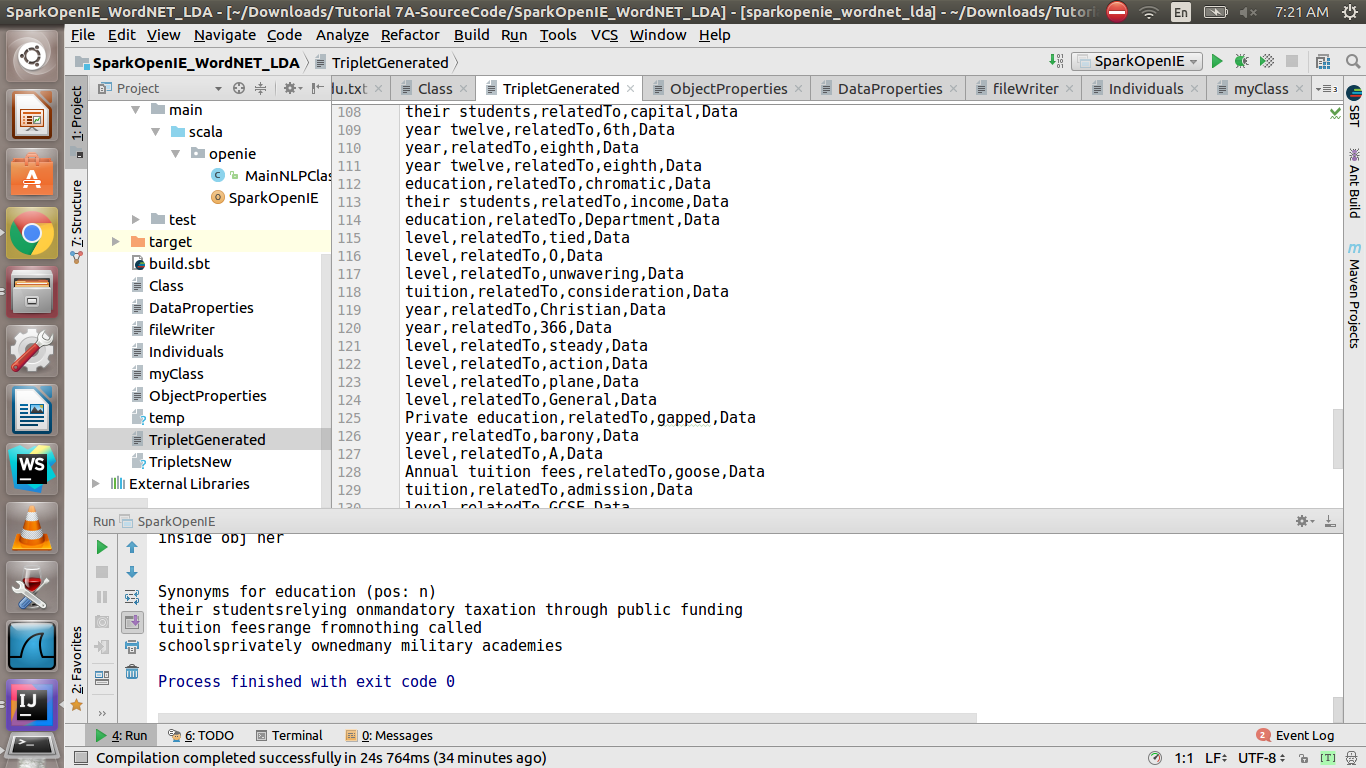 SparkOpenIE_WordNET_LDA - [~/Downloads/Tutorial 7A-SourceCode/SparkOpenIE_WordNET_LDA] - [sparkopenie_wordnet_lda] - ~/Downloads/Tutor
En
7:21 AM
File Edit View Navigate Code Analyze Refactor Build Run Tools VCS Window Help
SparkOpenIE_WordNET_LDA
TripletGenerated
SparkOpenIE
Project
du.txt
Class
TripletGenerated
ObjectProperties
DataProperties
fileWriter
Individuals
myClass
1: Project
7: Structure
2: Favorites
main
scala
openie
MainNLPClas
SparkOpenIE
test
target
build.sbt
Class
DataProperties
fileWriter
Individuals
myClass
ObjectProperties
temp
TripletGenerated
TripletsNew
External Libraries
108 their students,relatedTo,capital,Data
109 year twelve,relatedTo,6th,Data
110 year,relatedTo,eighth,Data
111 year twelve,relatedTo,eighth,Data
112 education,relatedTo,chromatic,Data
113 their students,relatedTo,income,Data
114 education,relatedTo,Department,Data
115 level,relatedTo,tied,Data
116 level,relatedTo,O,Data
117 level,relatedTo,unwavering,Data
118 tuition,relatedTo,consideration,Data
119 year,relatedTo,Christian,Data
120 year,relatedTo,366,Data
121 level,relatedTo,steady,Data
122 level,relatedTo,action,Data
123 level,relatedTo,plane,Data
124 level,relatedTo,General,Data
125 Private education,relatedTo,gapped,Data
126 year,relatedTo,barony,Data
127 level,relatedTo,A,Data
128 Annual tuition fees,relatedTo,goose,Data
129 tuition,relatedTo,admission,Data
130 level,relatedTo,GCSE,Data
SBT
Ant Build
Maven Projects
Run SparkOpenIE
inside obj ner
Synonyms for education (pos: n)
their studentsrelying onmandatory taxation through public funding
tuition feesrange fromnothing called
schoolsprivately ownedmany military academies
Process finished with exit code 0
4: Run
6: TODO
Terminal
0: Messages
2 Event Log
Compilation completed successfully in 24s 764ms (34 minutes ago)
1:1 LF UTF-8 [T]